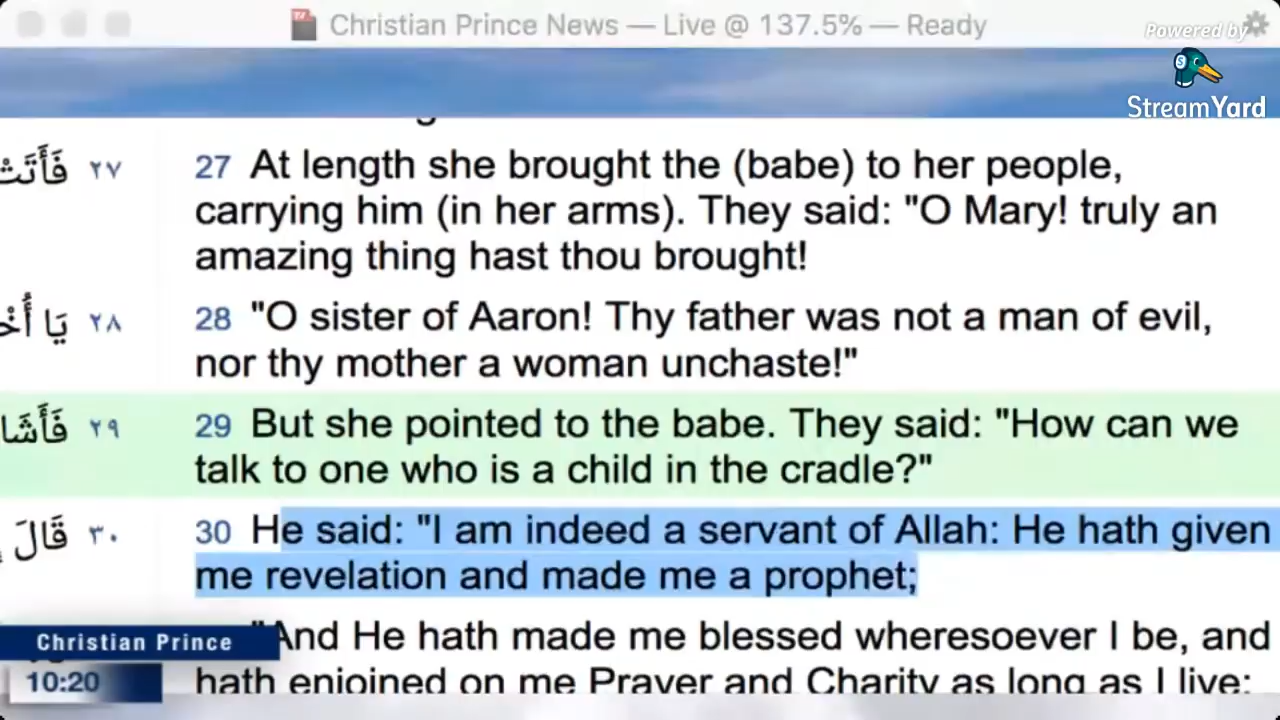 Christian Prince News — Live @ 137.5% — Ready
Powered by
StreamYard
فَأَتَتْ ٢٧ 27 At length she brought the (babe) to her people,
carrying him (in her arms). They said: "O Mary! truly an
amazing thing hast thou brought!
يَا أُخْ ٢٨ 28 "O sister of Aaron! Thy father was not a man of evil,
nor thy mother a woman unchaste!"
فَأَشَا ٢٩ 29 But she pointed to the babe. They said: "How can we
talk to one who is a child in the cradle?"
قَالَ ٣٠ 30 He said: "I am indeed a servant of Allah: He hath given
me revelation and made me a prophet;
"And He hath made me blessed wheresoever I be, and
hath enjoined on me Prayer and Charity as long as I live;
Christian Prince
10:20